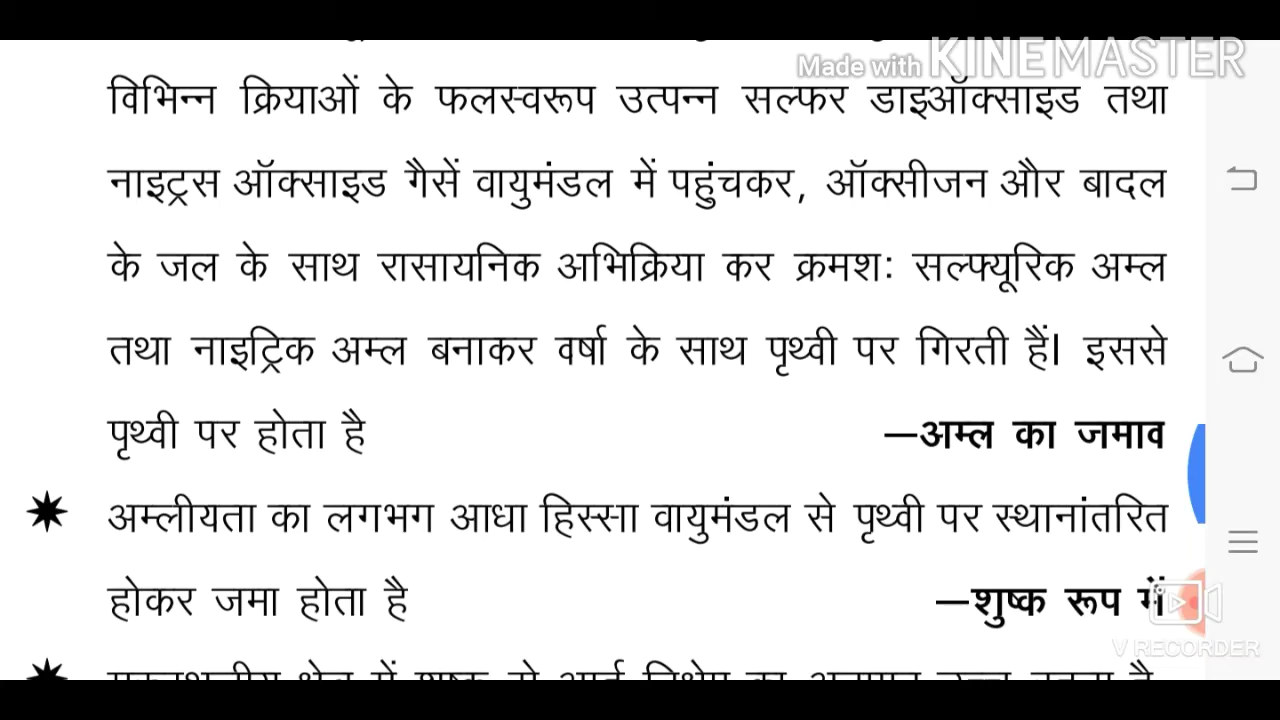 Made with KINEMASTER
विभिन्न क्रियाओं के फलस्वरूप उत्पन्न सल्फर डाइऑक्साइड तथा
नाइट्रस ऑक्साइड गैसें वायुमंडल में पहुंचकर, ऑक्सीजन और बादल
के जल के साथ रासायनिक अभिक्रिया कर क्रमश: सल्फ्यूरिक अम्ल
तथा नाइट्रिक अम्ल बनाकर वर्षा के साथ पृथ्वी पर गिरती हैं। इससे
पृथ्वी पर होता है —अम्ल का जमाव
✷ अम्लीयता का लगभग आधा हिस्सा वायुमंडल से पृथ्वी पर स्थानांतरित
होकर जमा होता है —शुष्क रूप में
V RECORDER